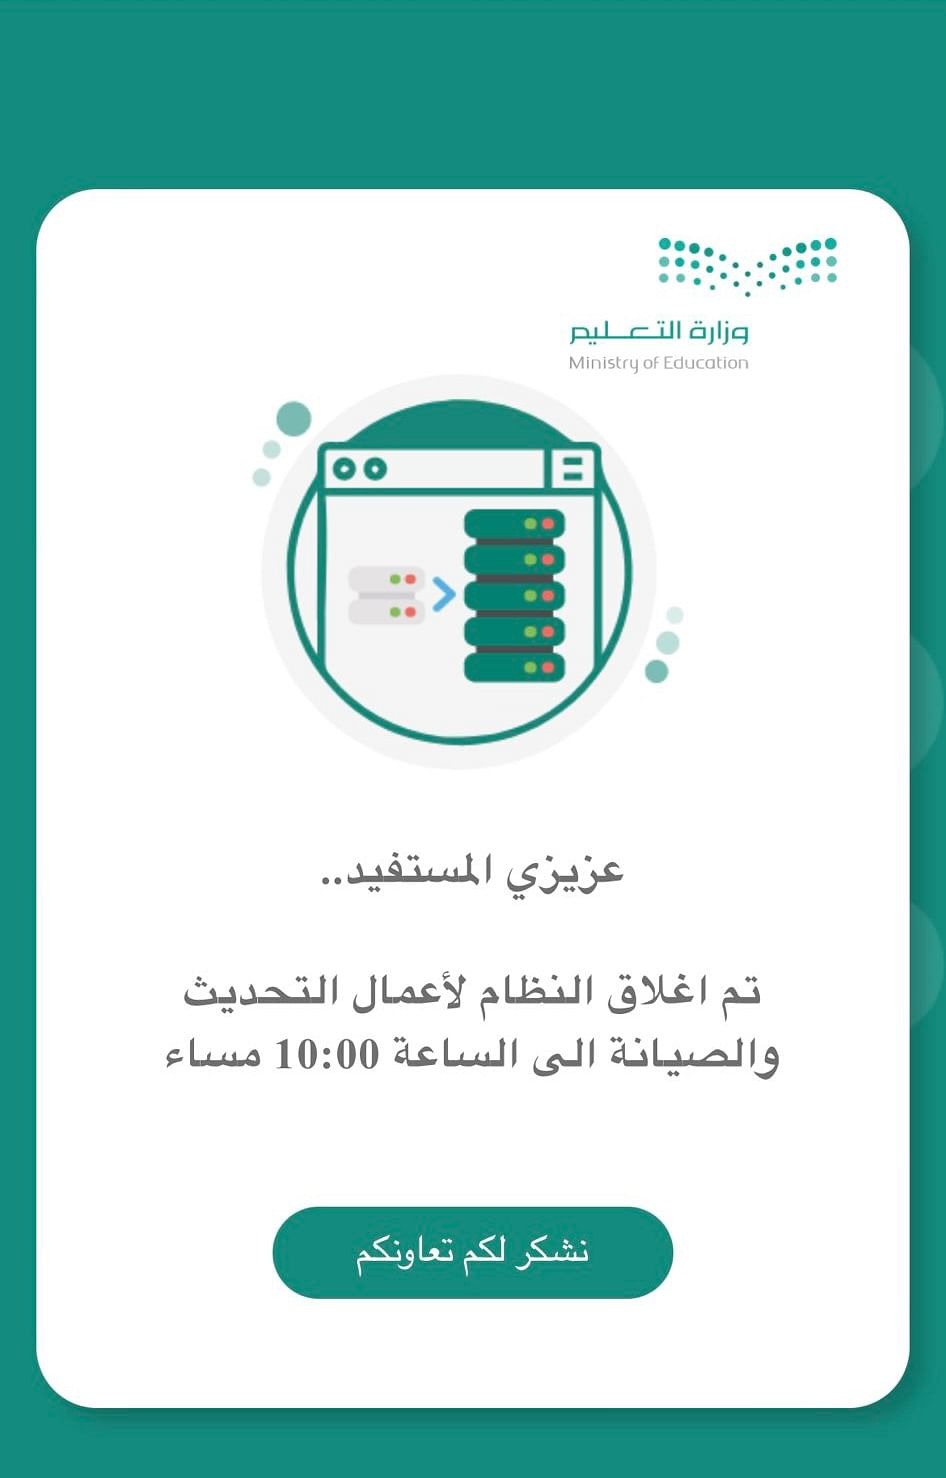 وزارة التعليم
Ministry of Education
عزيزي المستفيد..
تم اغلاق النظام لأعمال التحديث
والصيانة الى الساعة 10:00 مساء
نشكر لكم تعاونكم